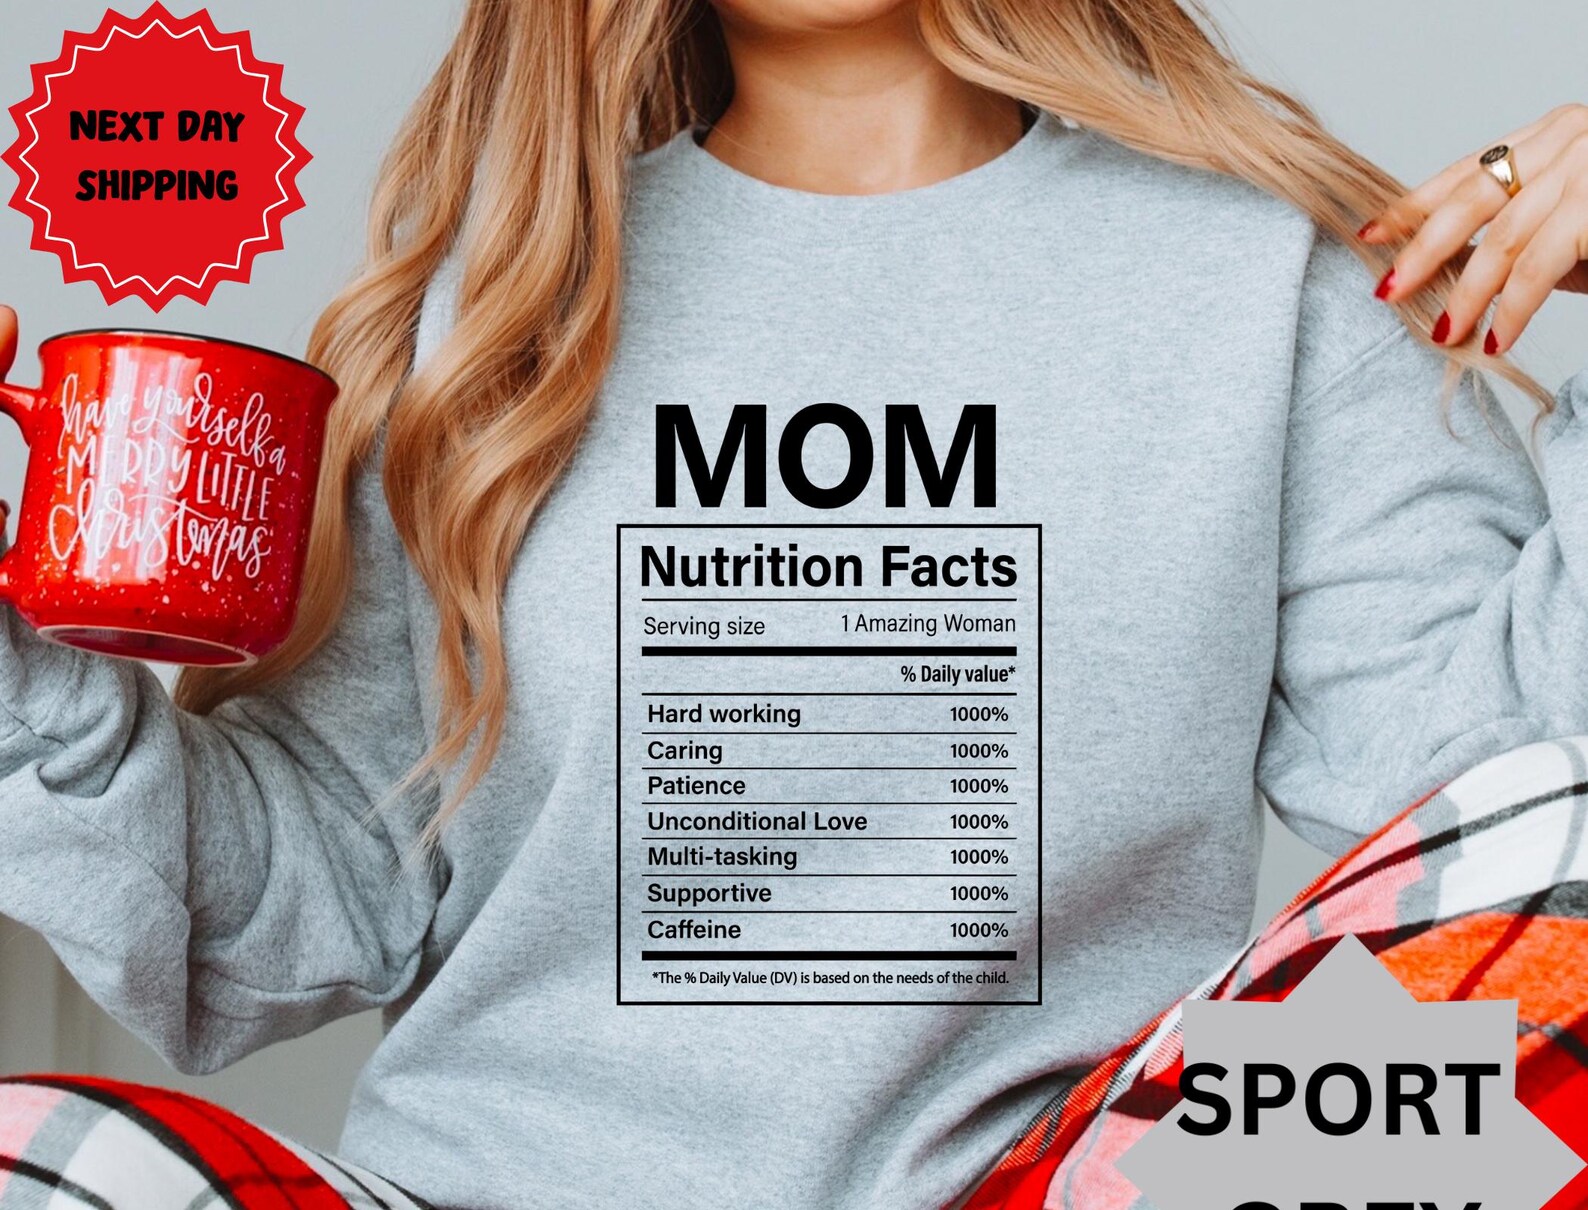 NEXT DAY
SHIPPING
have yourself a
MERRY LITTLE
Christmas
MOM
Nutrition Facts
Serving size 1 Amazing Woman
% Daily value*
Hard working 1000%
Caring 1000%
Patience 1000%
Unconditional Love 1000%
Multi-tasking 1000%
Supportive 1000%
Caffeine 1000%
*The % Daily Value (DV) is based on the needs of the child.
SPORT
GREY